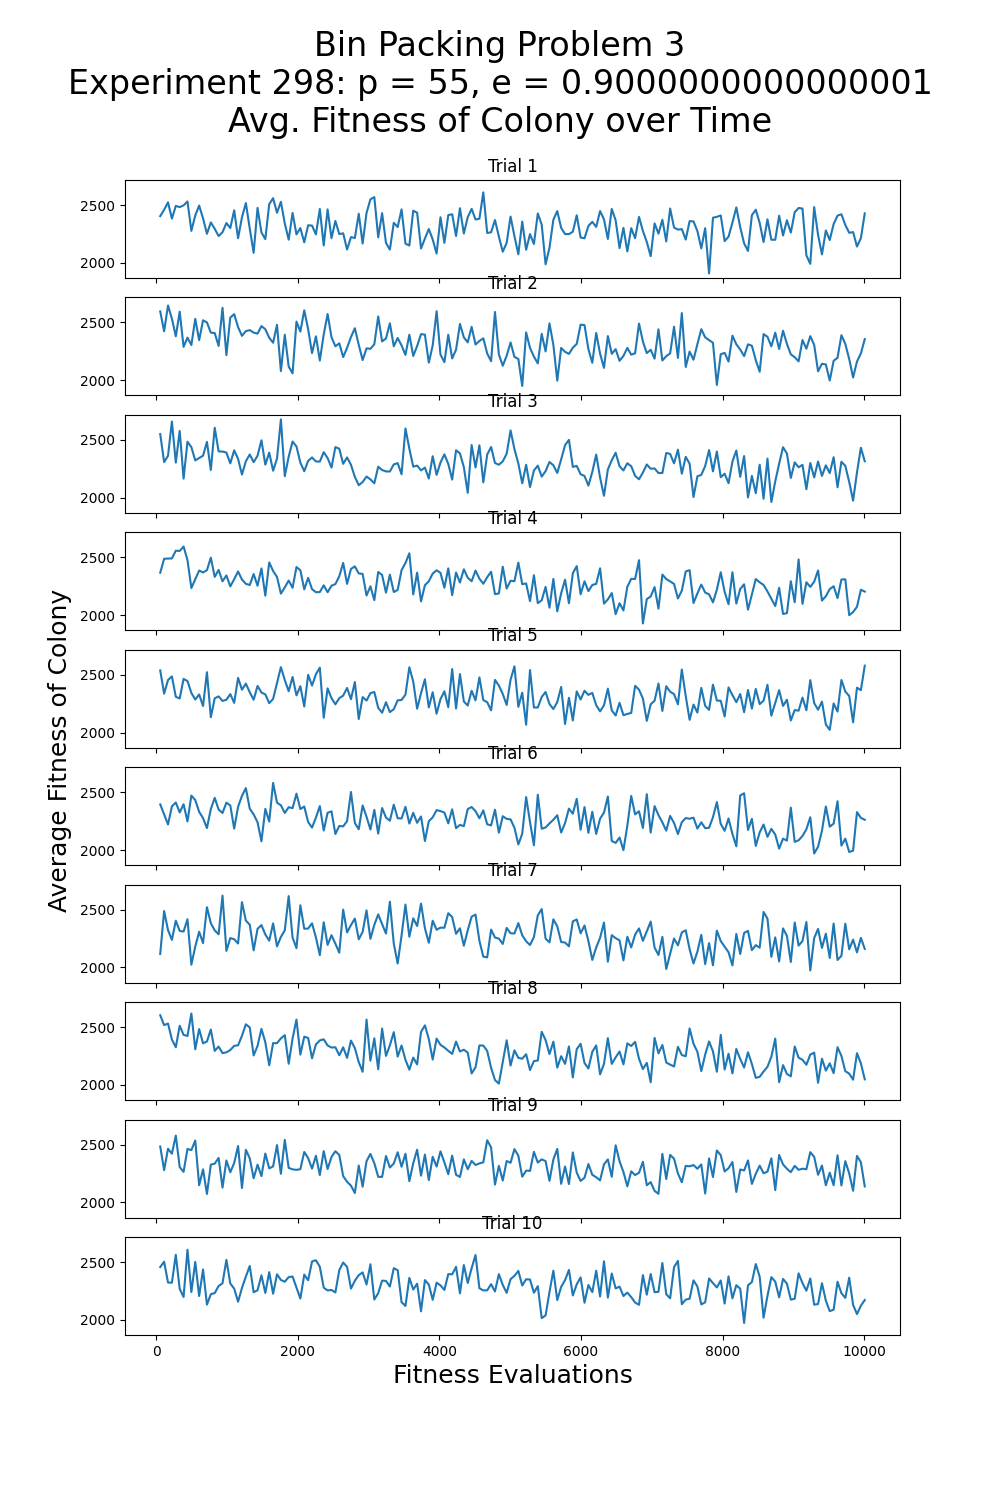 Bin Packing Problem 3
Experiment 298: p = 55, e = 0.9000000000000001
Avg. Fitness of Colony over Time
Trial 1
2500
2000
Trial 2
2500
2000
Trial 3
2500
2000
Trial 4
2500
2000
Trial 5
2500
2000
Trial 6
2500
2000
Trial 7
2500
2000
Trial 8
2500
2000
Trial 9
2500
2000
Trial 10
2500
2000
0 2000 4000 6000 8000 10000
Fitness Evaluations
Average Fitness of Colony